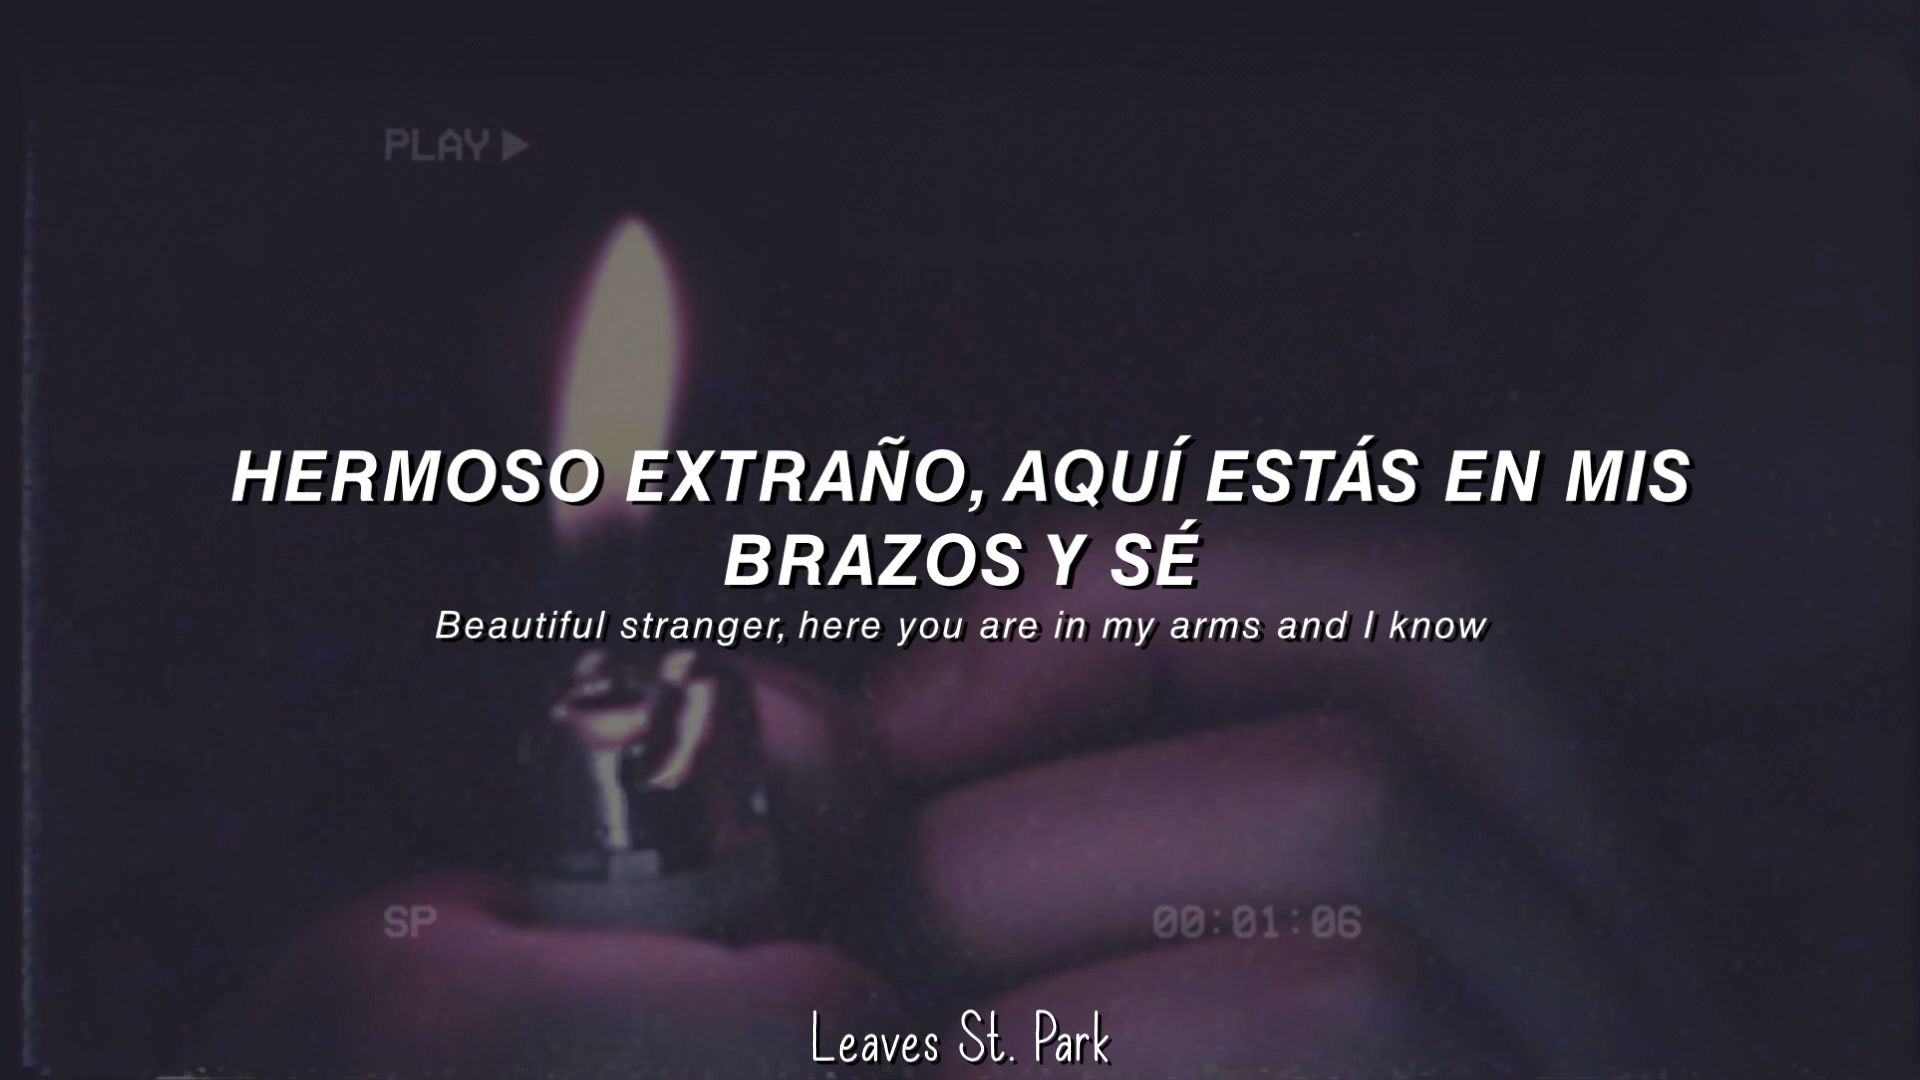 PLAY ▶
HERMOSO EXTRAÑO, AQUÍ ESTÁS EN MIS
BRAZOS Y SÉ
Beautiful stranger, here you are in my arms and I know
SP
00:01:06
Leaves St. Park